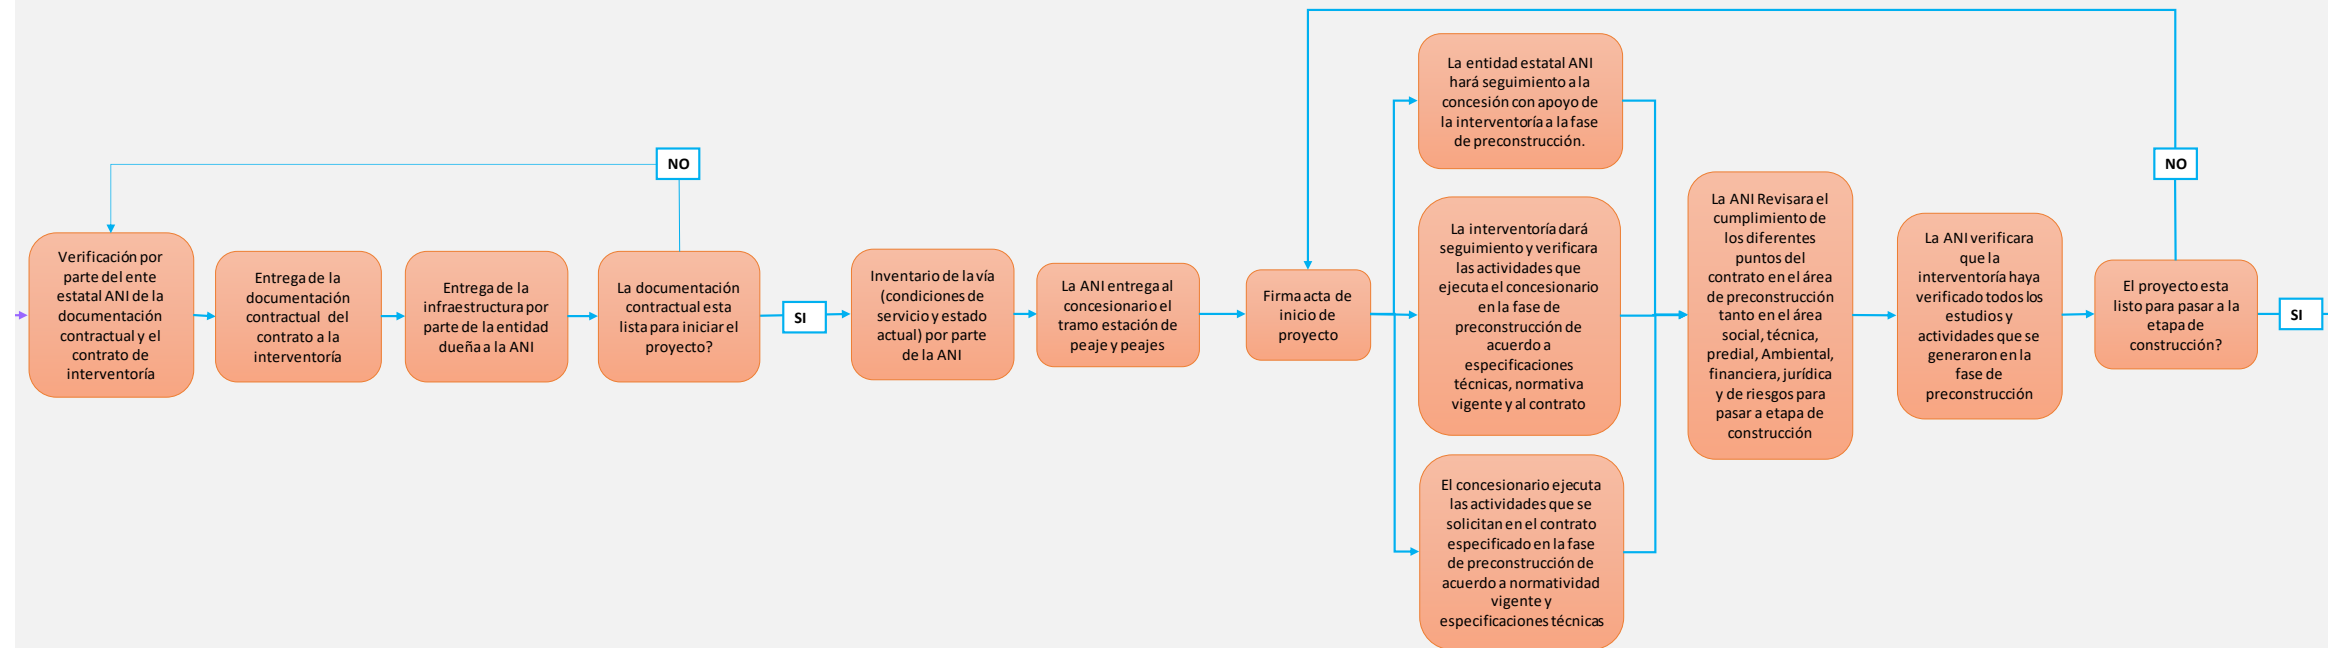 Verificación por
parte del ente
estatal ANI de la
documentación
contractual y el
contrato de
interventoría
Entrega de la
documentación
contractual del
contrato a la
interventoría
Entrega de la
infraestructura por
parte de la entidad
dueña a la ANI
La documentación
contractual esta
lista para iniciar el
proyecto?
NO
SI
Inventario de la vía
(condiciones de
servicio y estado
actual) por parte
de la ANI
La ANI entrega al
concesionario el
tramo estación de
peaje y peajes
Firma acta de
inicio de
proyecto
La entidad estatal ANI
hará seguimiento a la
concesión con apoyo de
la interventoría a la fase
de preconstrucción.
La interventoría dará
seguimiento y verificara
las actividades que
ejecuta el concesionario
en la fase de
preconstrucción de
acuerdo a
especificaciones
técnicas, normativa
vigente y al contrato
El concesionario ejecuta
las actividades que se
solicitan en el contrato
especificado en la fase
de preconstrucción de
acuerdo a normatividad
vigente y
especificaciones técnicas
La ANI Revisara el
cumplimiento de
los diferentes
puntos del
contrato en el área
de preconstrucción
tanto en el área
social, técnica,
predial, Ambiental,
financiera, jurídica
y de riesgos para
pasar a etapa de
construcción
La ANI verificara
que la
interventoría haya
verificado todos los
estudios y
actividades que se
generaron en la
fase de
preconstrucción
El proyecto esta
listo para pasar a la
etapa de
construcción?
NO
SI